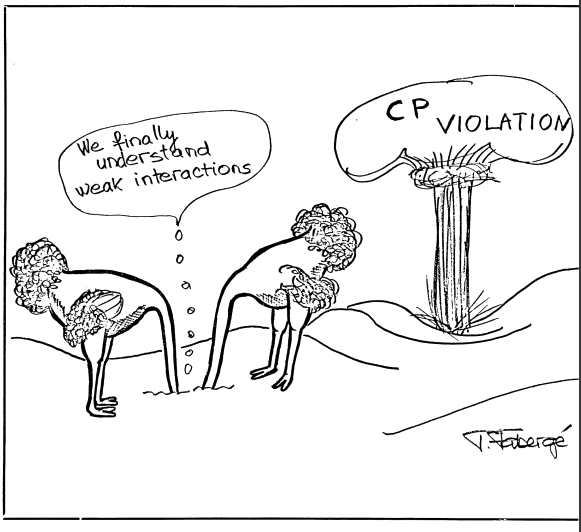 We finally
understand
weak interactions
CP VIOLATION
J. Fabergé